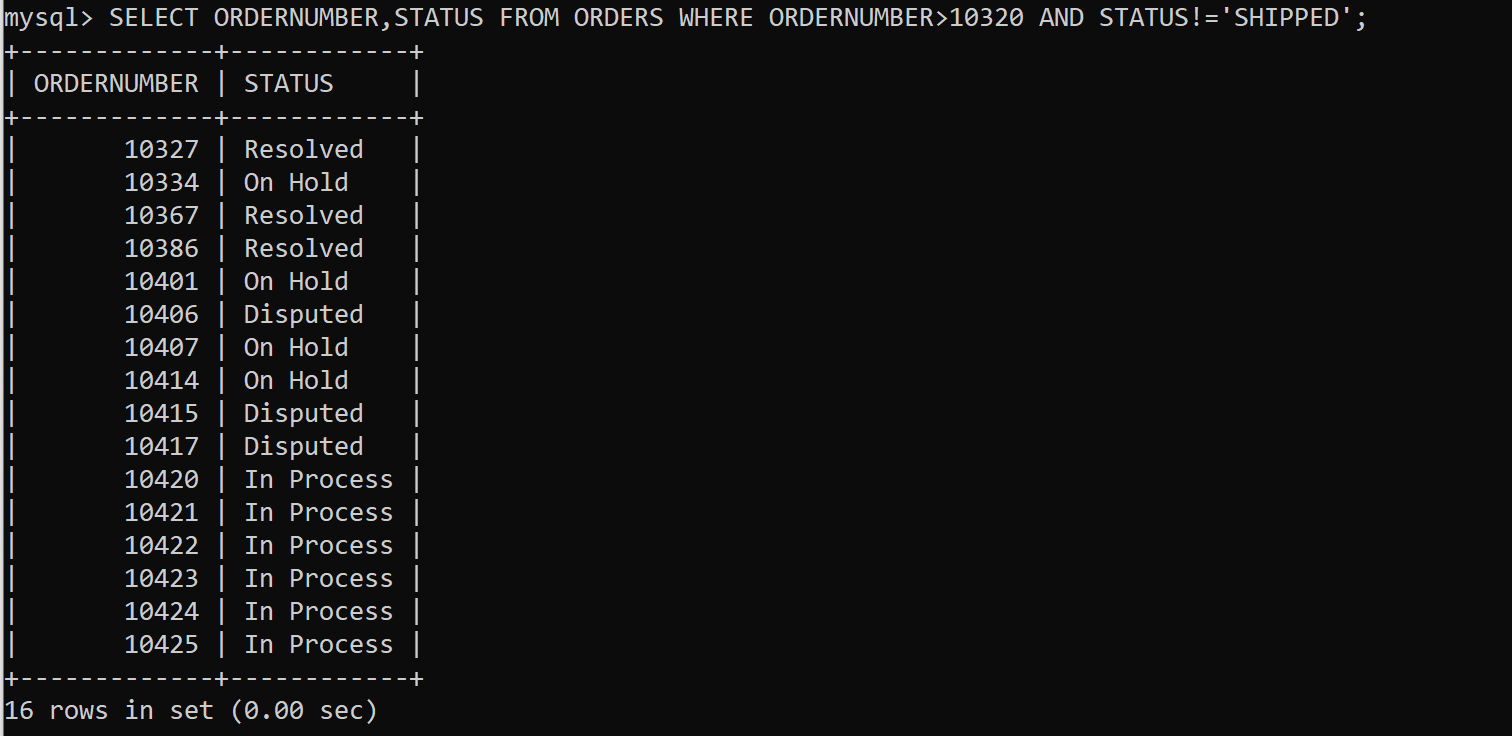 mysql> SELECT ORDERNUMBER,STATUS FROM ORDERS WHERE ORDERNUMBER>10320 AND STATUS!='SHIPPED';
+-------------+------------+
| ORDERNUMBER | STATUS     |
+-------------+------------+
|       10327 | Resolved   |
|       10334 | On Hold    |
|       10367 | Resolved   |
|       10386 | Resolved   |
|       10401 | On Hold    |
|       10406 | Disputed   |
|       10407 | On Hold    |
|       10414 | On Hold    |
|       10415 | Disputed   |
|       10417 | Disputed   |
|       10420 | In Process |
|       10421 | In Process |
|       10422 | In Process |
|       10423 | In Process |
|       10424 | In Process |
|       10425 | In Process |
+-------------+------------+
16 rows in set (0.00 sec)